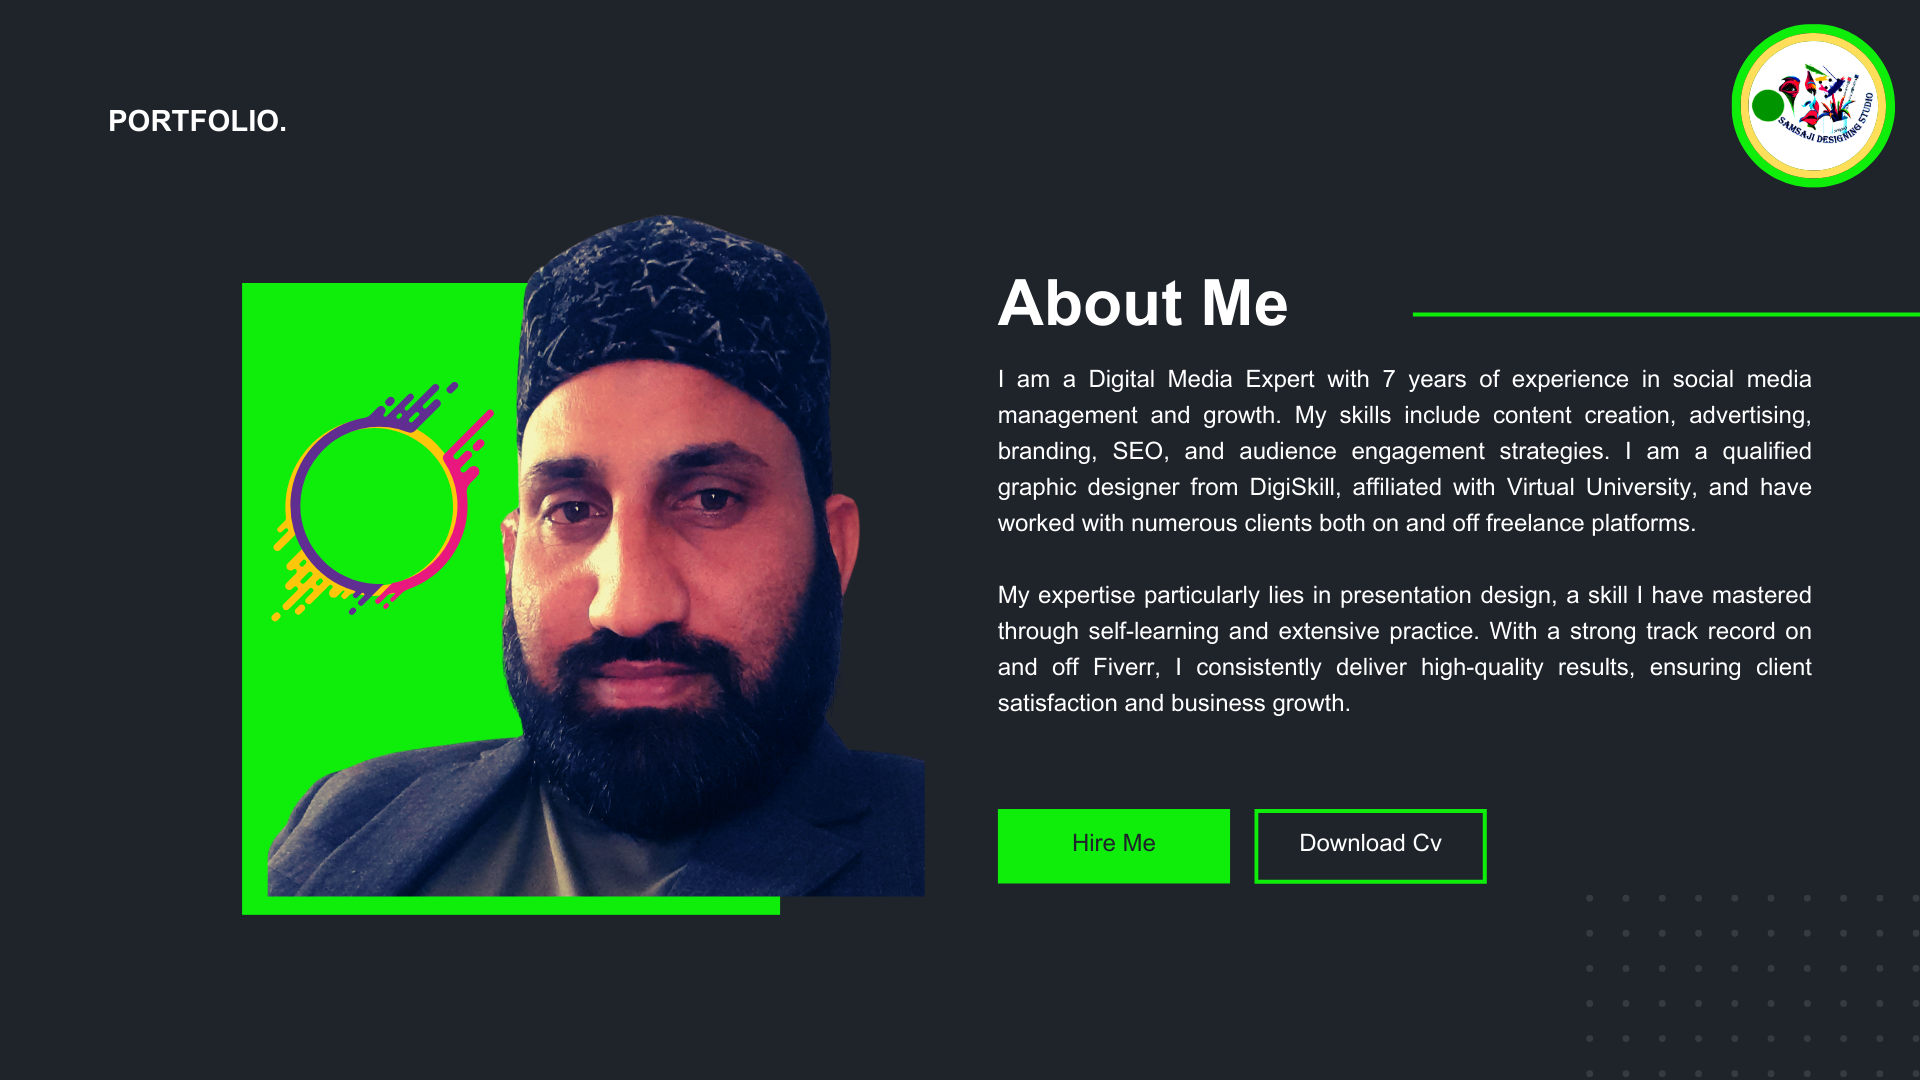 PORTFOLIO.
SAMSAJI DESIGNING STUDIO
About Me
I am a Digital Media Expert with 7 years of experience in social media
management and growth. My skills include content creation, advertising,
branding, SEO, and audience engagement strategies. I am a qualified
graphic designer from DigiSkill, affiliated with Virtual University, and have
worked with numerous clients both on and off freelance platforms.
My expertise particularly lies in presentation design, a skill I have mastered
through self-learning and extensive practice. With a strong track record on
and off Fiverr, I consistently deliver high-quality results, ensuring client
satisfaction and business growth.
Hire Me
Download Cv